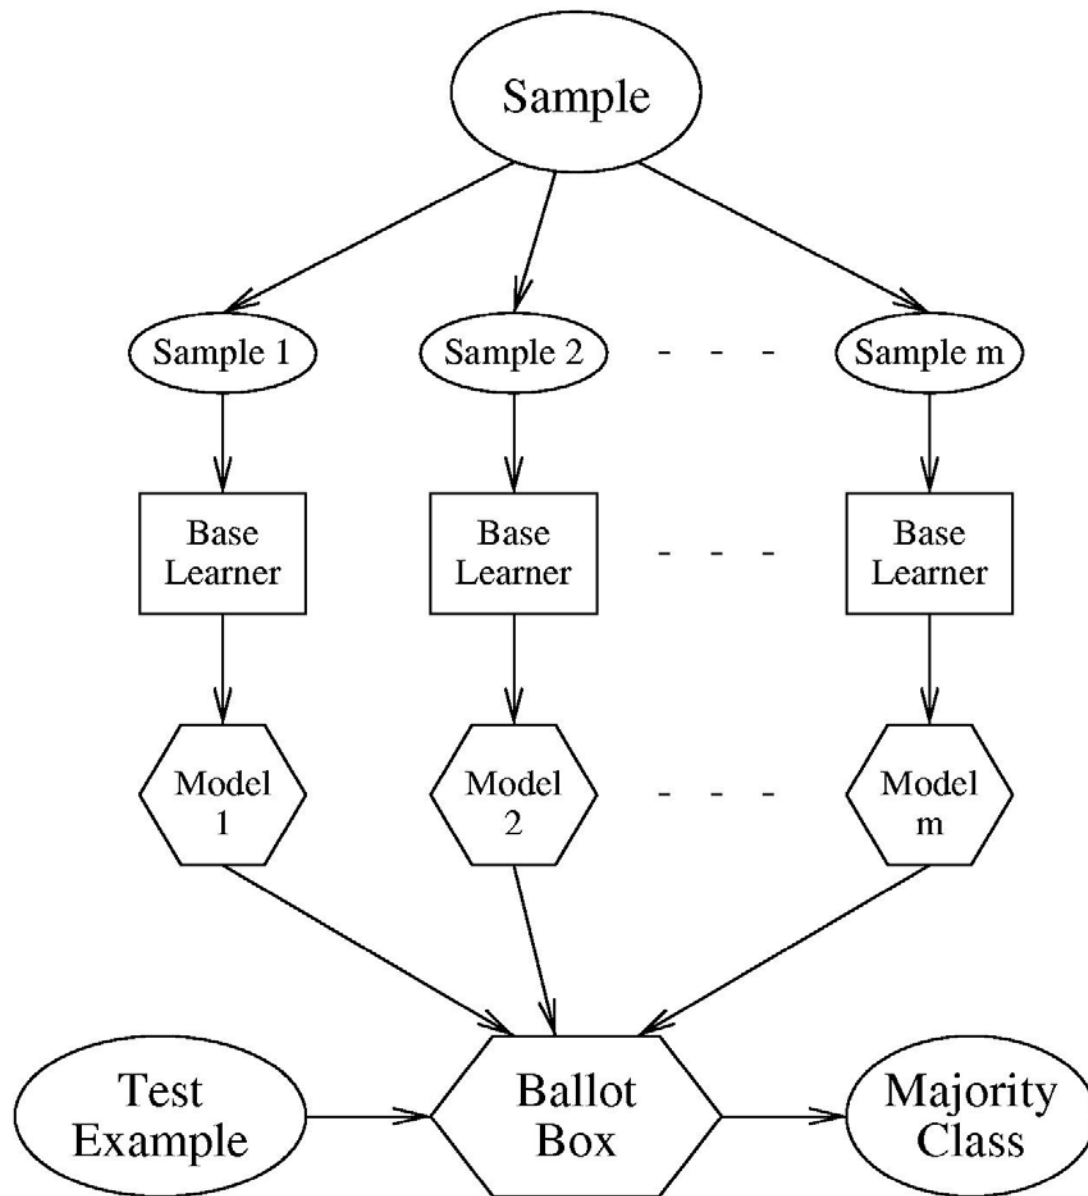 Sample
Sample 1
Sample 2
- - -
Sample m
Base
Learner
Base
Learner
- - -
Base
Learner
Model
1
Model
2
- - -
Model
m
Test
Example
Ballot
Box
Majority
Class